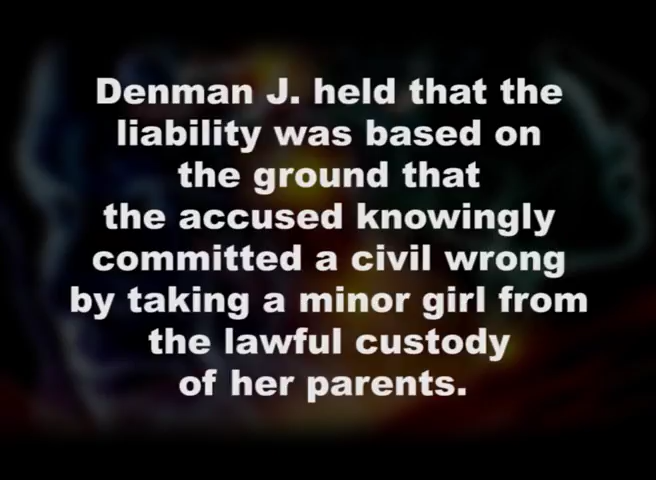 Denman J. held that the
liability was based on
the ground that
the accused knowingly
committed a civil wrong
by taking a minor girl from
the lawful custody
of her parents.